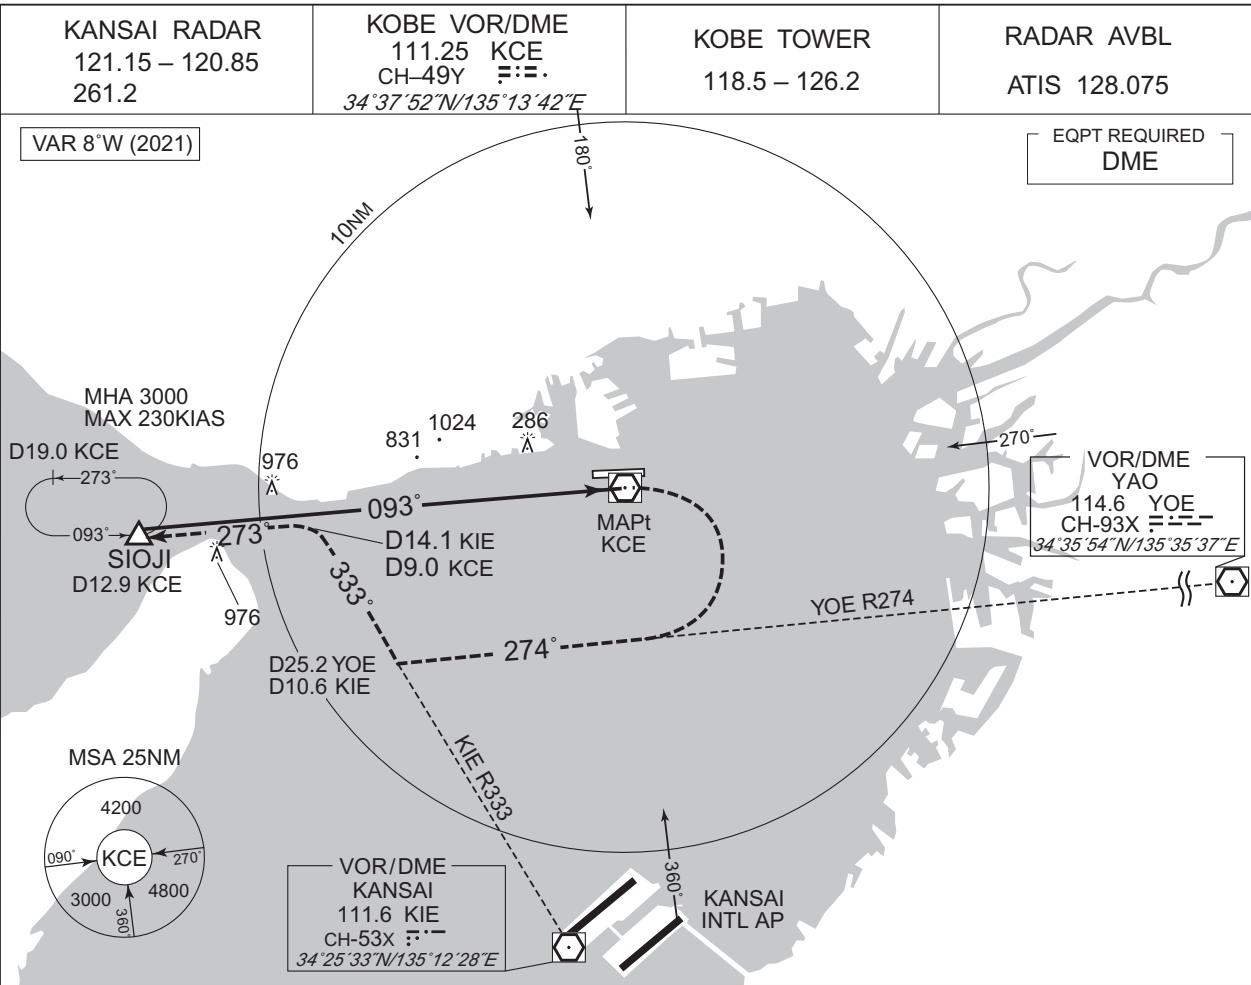 KANSAI RADAR
121.15 – 120.85
261.2
KOBE VOR/DME
111.25 KCE
CH–49Y
34°37´52˝N/135°13´42˝E
KOBE TOWER
118.5 – 126.2
RADAR AVBL
ATIS 128.075
VAR 8°W (2021)
EQPT REQUIRED
DME
180°
10NM
MHA 3000
MAX 230KIAS
D19.0 KCE
273°
093°
SIOJI
D12.9 KCE
976
831
1024
286
270°
VOR/DME
YAO
114.6 YOE
CH-93X
34°35´54˝N/135°35´37˝E
093°
MAPt
KCE
273°
D14.1 KIE
D9.0 KCE
976
333°
YOE R274
274°
D25.2 YOE
D10.6 KIE
KIE R333
MSA 25NM
4200
090°
KCE
270°
3000
4800
360°
VOR/DME
KANSAI
111.6 KIE
CH-53X
34°25´33˝N/135°12´28˝E
360°
KANSAI
INTL AP